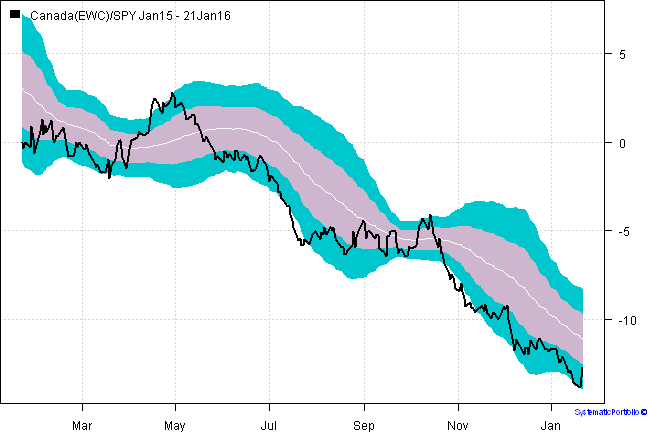 Canada(EWC)/SPY Jan15 - 21Jan16
5
0
-5
-10
Mar May Jul Sep Nov Jan
SystematicPortfolio ©